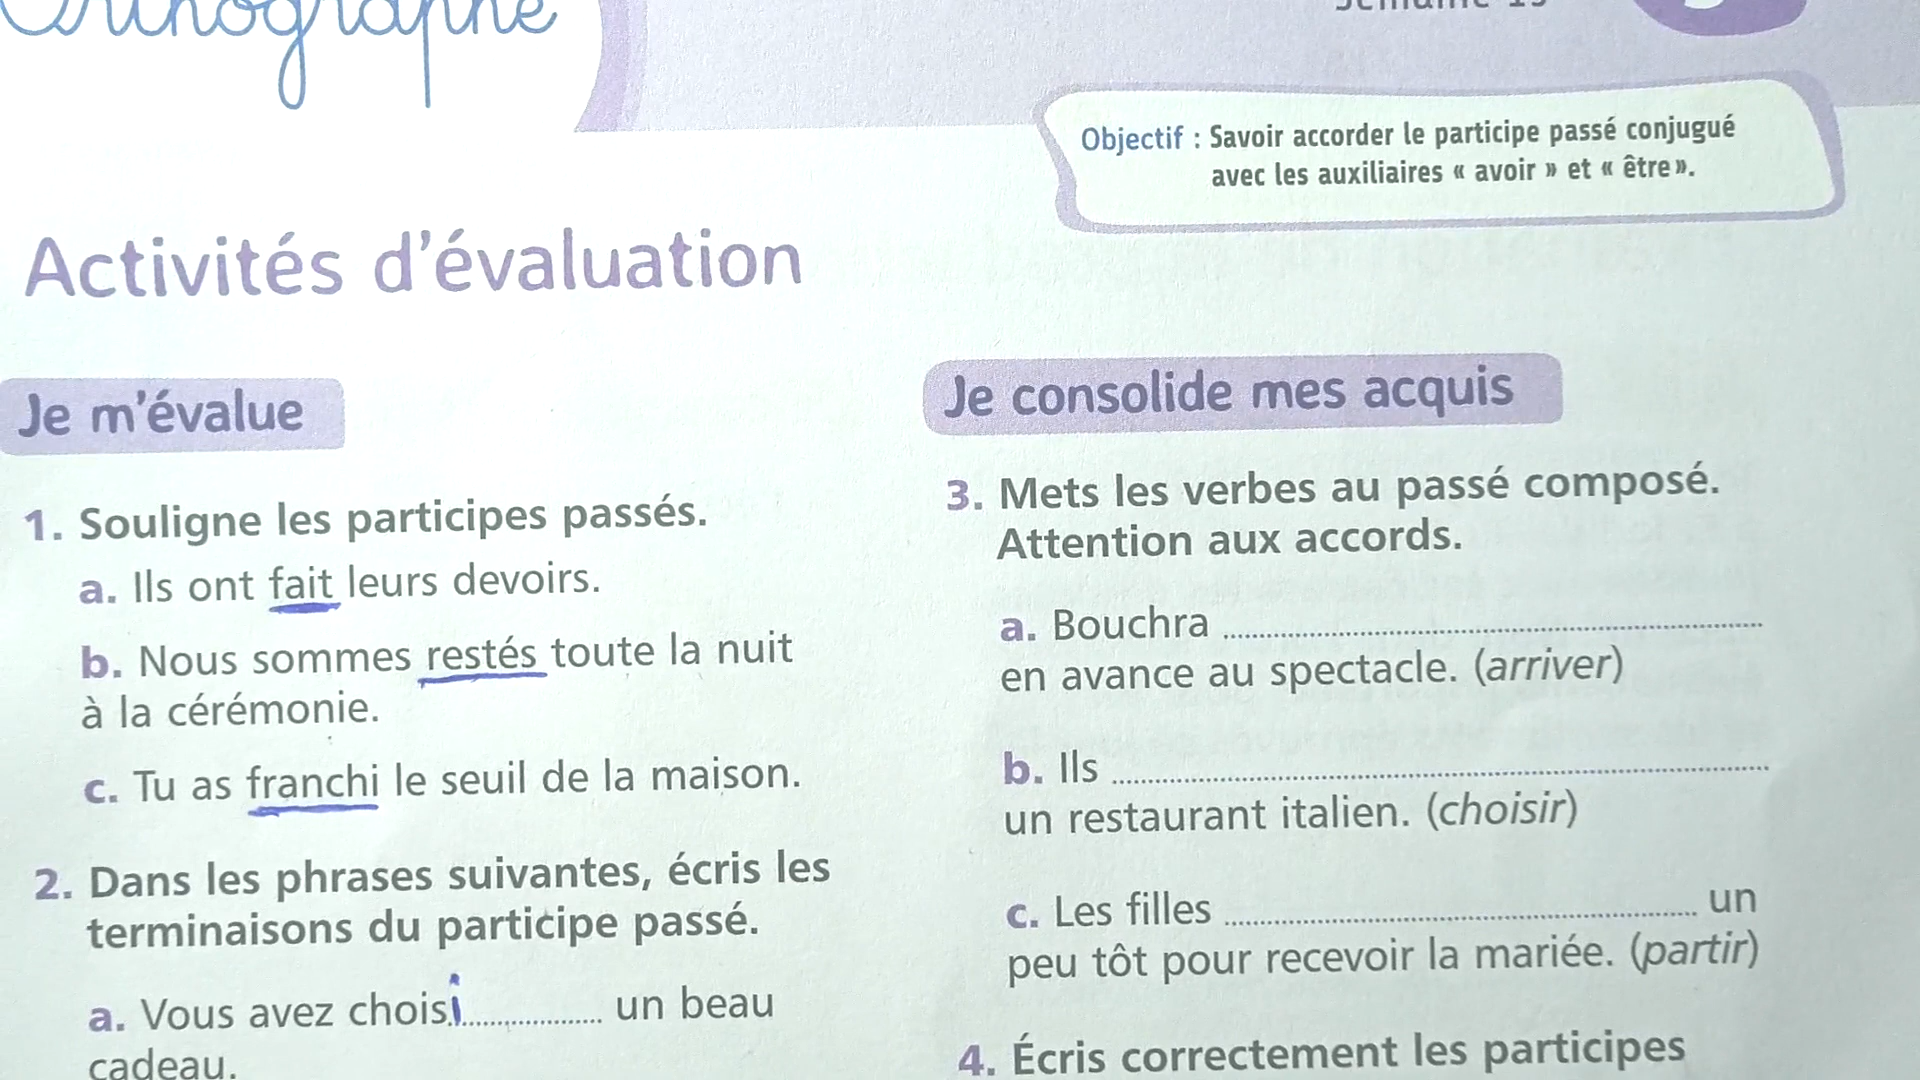 Orthographe
Semaine 19
Objectif : Savoir accorder le participe passé conjugué
avec les auxiliaires « avoir » et « être ».
Activités d'évaluation
Je m'évalue
1. Souligne les participes passés.
a. Ils ont fait leurs devoirs.
b. Nous sommes restés toute la nuit
à la cérémonie.
c. Tu as franchi le seuil de la maison.
2. Dans les phrases suivantes, écris les
terminaisons du participe passé.
a. Vous avez choisi............... un beau
cadeau.
Je consolide mes acquis
3. Mets les verbes au passé composé.
Attention aux accords.
a. Bouchra ...............
en avance au spectacle. (arriver)
b. Ils ...............
un restaurant italien. (choisir)
c. Les filles ............... un
peu tôt pour recevoir la mariée. (partir)
4. Écris correctement les participes